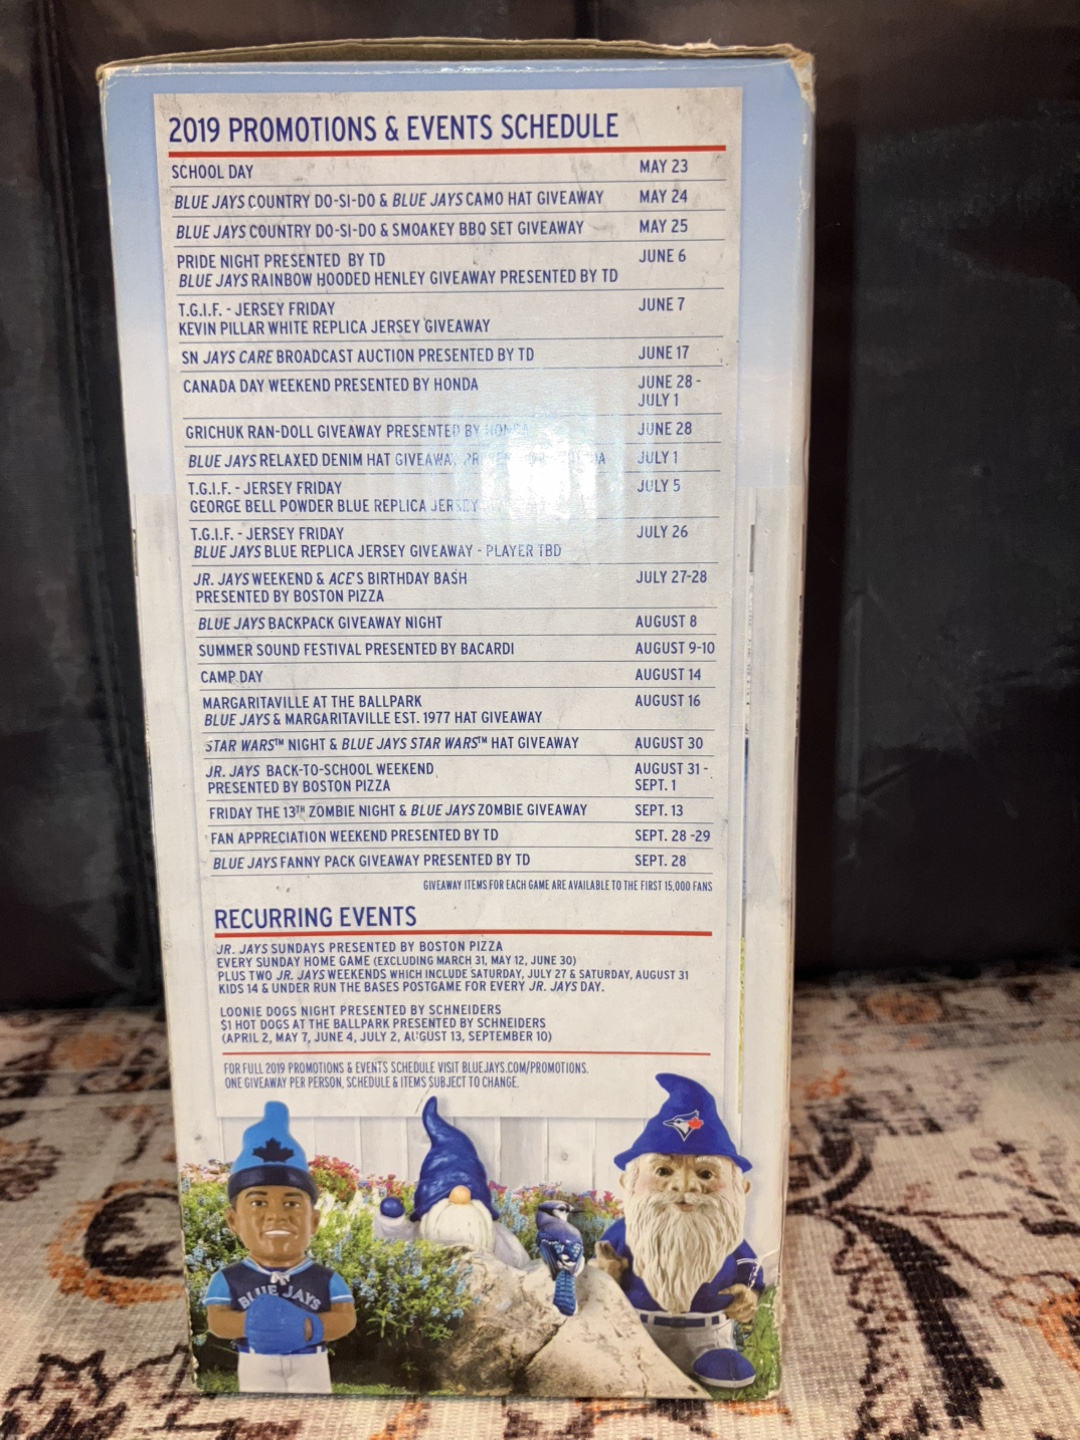 2019 PROMOTIONS & EVENTS SCHEDULE
SCHOOL DAY MAY 23
BLUE JAYS COUNTRY DO-SI-DO & BLUE JAYS CAMO HAT GIVEAWAY MAY 24
BLUE JAYS COUNTRY DO-SI-DO & SMOAKEY BBQ SET GIVEAWAY MAY 25
PRIDE NIGHT PRESENTED BY TD JUNE 6
BLUE JAYS RAINBOW HOODED HENLEY GIVEAWAY PRESENTED BY TD
T.G.I.F. - JERSEY FRIDAY JUNE 7
KEVIN PILLAR WHITE REPLICA JERSEY GIVEAWAY
SN JAYS CARE BROADCAST AUCTION PRESENTED BY TD JUNE 17
CANADA DAY WEEKEND PRESENTED BY HONDA JUNE 28 -
JULY 1
GRICHUK RAN-DOLL GIVEAWAY PRESENTED BY HONDA JUNE 28
BLUE JAYS RELAXED DENIM HAT GIVEAWAY JULY 1
T.G.I.F. - JERSEY FRIDAY JULY 5
GEORGE BELL POWDER BLUE REPLICA JERSEY
T.G.I.F. - JERSEY FRIDAY JULY 26
BLUE JAYS BLUE REPLICA JERSEY GIVEAWAY - PLAYER TBD
JR. JAYS WEEKEND & ACE'S BIRTHDAY BASH JULY 27-28
PRESENTED BY BOSTON PIZZA
BLUE JAYS BACKPACK GIVEAWAY NIGHT AUGUST 8
SUMMER SOUND FESTIVAL PRESENTED BY BACARDI AUGUST 9-10
CAMP DAY AUGUST 14
MARGARITAVILLE AT THE BALLPARK AUGUST 16
BLUE JAYS & MARGARITAVILLE EST. 1977 HAT GIVEAWAY
STAR WARS™ NIGHT & BLUE JAYS STAR WARS™ HAT GIVEAWAY AUGUST 30
JR. JAYS BACK-TO-SCHOOL WEEKEND AUGUST 31 -
PRESENTED BY BOSTON PIZZA SEPT. 1
FRIDAY THE 13TH ZOMBIE NIGHT & BLUE JAYS ZOMBIE GIVEAWAY SEPT. 13
FAN APPRECIATION WEEKEND PRESENTED BY TD SEPT. 28 -29
BLUE JAYS FANNY PACK GIVEAWAY PRESENTED BY TD SEPT. 28
GIVEAWAY ITEMS FOR EACH GAME ARE AVAILABLE TO THE FIRST 15,000 FANS
RECURRING EVENTS
JR. JAYS SUNDAYS PRESENTED BY BOSTON PIZZA
EVERY SUNDAY HOME GAME (EXCLUDING MARCH 31, MAY 12, JUNE 30)
PLUS TWO JR. JAYS WEEKENDS WHICH INCLUDE SATURDAY, JULY 27 & SATURDAY, AUGUST 31
KIDS 14 & UNDER RUN THE BASES POSTGAME FOR EVERY JR. JAYS DAY.
LOONIE DOGS NIGHT PRESENTED BY SCHNEIDERS
$1 HOT DOGS AT THE BALLPARK PRESENTED BY SCHNEIDERS
(APRIL 2, MAY 7, JUNE 4, JULY 2, AUGUST 13, SEPTEMBER 10)
FOR FULL 2019 PROMOTIONS & EVENTS SCHEDULE VISIT BLUEJAYS.COM/PROMOTIONS.
ONE GIVEAWAY PER PERSON, SCHEDULE & ITEMS SUBJECT TO CHANGE.
BLUE JAYS